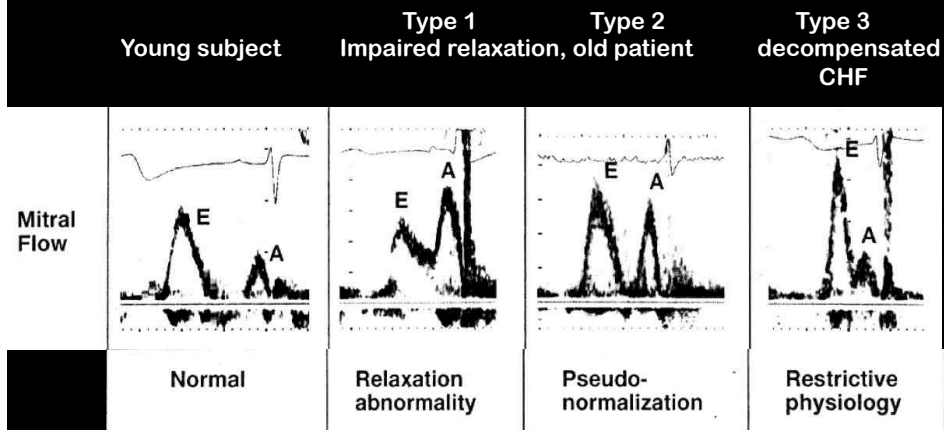 Type 1
Type 2
Type 3
Young subject
Impaired relaxation, old patient
decompensated
CHF
Mitral
Flow
E
A
E
A
E
A
E
A
Normal
Relaxation
abnormality
Pseudo-
normalization
Restrictive
physiology